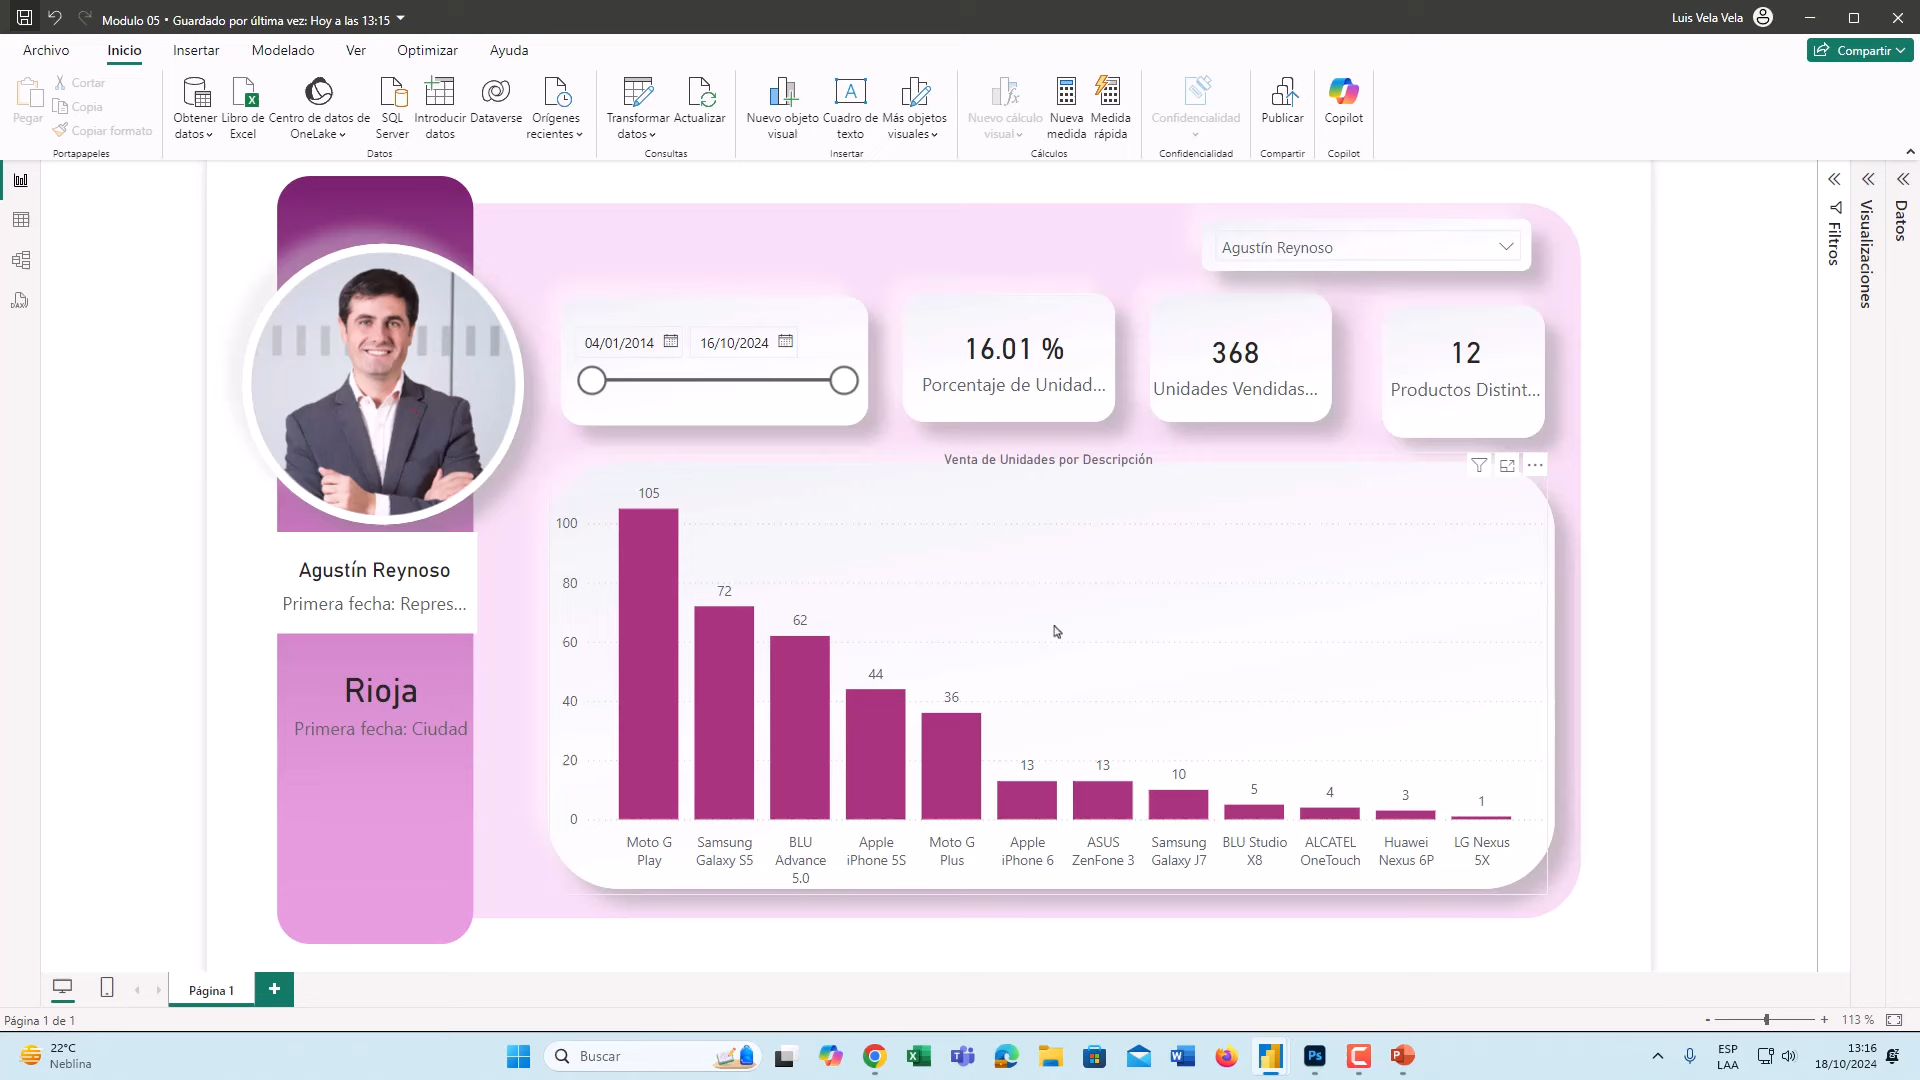 Modulo 05 • Guardado por última vez: Hoy a las 13:15
Luis Vela Vela
Archivo
Inicio
Insertar
Modelado
Ver
Optimizar
Ayuda
Compartir
Pegar
Cortar
Copia
Copiar formato
Portapapeles
Obtener datos
Libro de Excel
Centro de datos de OneLake
SQL Server
Introducir datos
Dataverse
Orígenes recientes
Datos
Transformar datos
Actualizar
Consultas
Nuevo objeto visual
Cuadro de texto
Más objetos visuales
Insertar
Nuevo cálculo visual
Nueva medida
Medida rápida
Cálculos
Confidencialidad
Confidencialidad
Publicar
Compartir
Copilot
Copilot
Filtros
Visualizaciones
Datos
Agustín Reynoso
04/01/2014
16/10/2024
16.01 %
Porcentaje de Unidad...
368
Unidades Vendidas...
12
Productos Distint...
Agustín Reynoso
Primera fecha: Repres...
Rioja
Primera fecha: Ciudad
Venta de Unidades por Descripción
100
80
60
40
20
0
105
72
62
44
36
13
13
10
5
4
3
1
Moto G Play
Samsung Galaxy S5
BLU Advance 5.0
Apple iPhone 5S
Moto G Plus
Apple iPhone 6
ASUS ZenFone 3
Samsung Galaxy J7
BLU Studio X8
ALCATEL OneTouch
Huawei Nexus 6P
LG Nexus 5X
Página 1
Página 1 de 1
113 %
22°C
Neblina
Buscar
ESP
LAA
13:16
18/10/2024